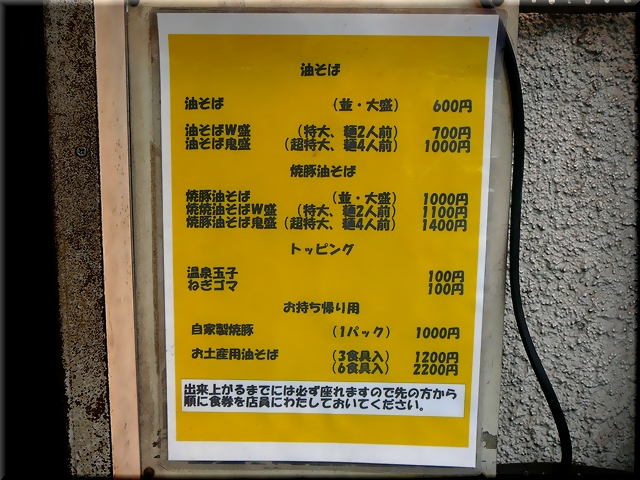 油そば
油そば （並・大盛） 600円
油そばW盛 （特大、麺2人前） 700円
油そば鬼盛 （超特大、麺4人前） 1000円
焼豚油そば
焼豚油そば （並・大盛） 1000円
焼焼油そばW盛 （特大、麺2人前） 1100円
焼豚油そば鬼盛 （超特大、麺4人前） 1400円
トッピング
温泉玉子 100円
ねぎゴマ 100円
お持ち帰り用
自家製焼豚 （1パック） 1000円
お土産用油そば （3食具入） 1200円
（6食具入） 2200円
出来上がるまでには必ず座れますので先の方から
順に食券を店員にわたしておいてください。